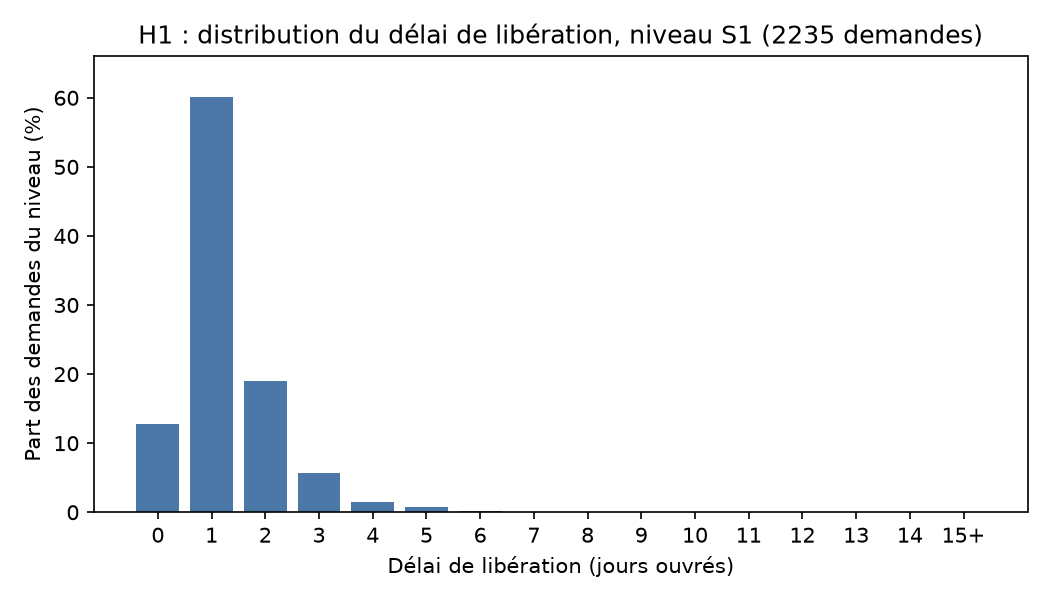 H1 : distribution du délai de libération, niveau S1 (2235 demandes)
Part des demandes du niveau (%)
60
50
40
30
20
10
0
0 1 2 3 4 5 6 7 8 9 10 11 12 13 14 15+
Délai de libération (jours ouvrés)